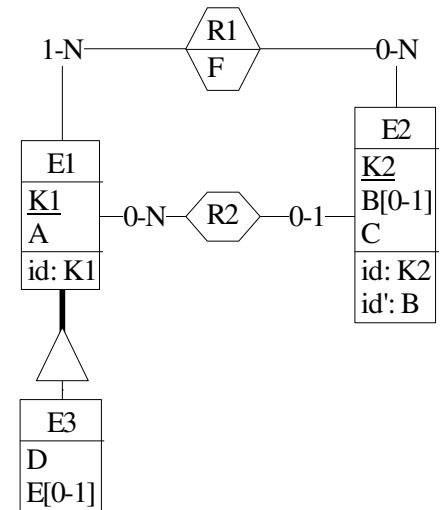 R1
1-N
0-N
F
E2
E1
K2
K1
B[0-1]
A
0-N
R2
0-1
C
id: K1
id: K2
id': B
E3
D
E[0-1]